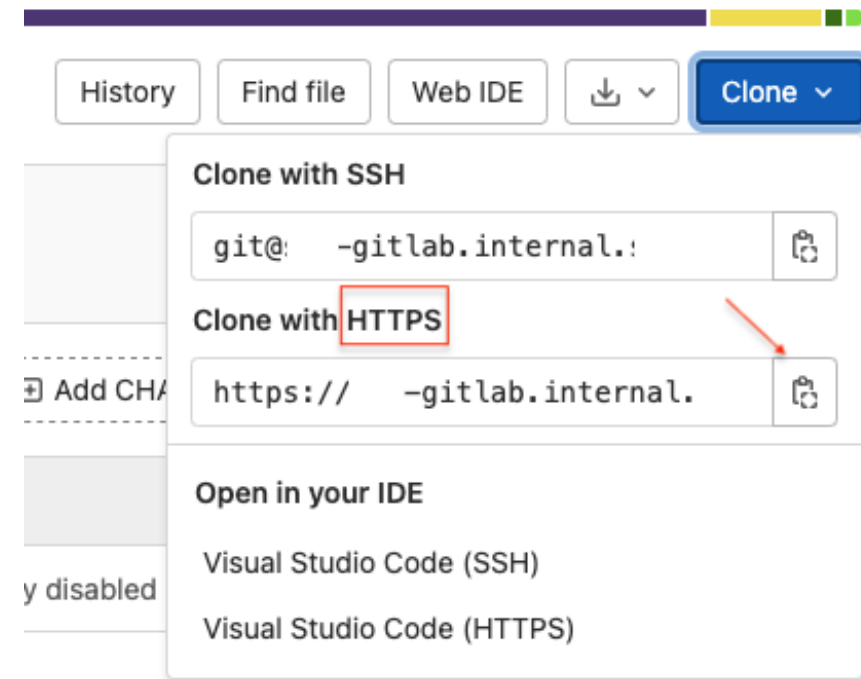 History Find file Web IDE Clone
Clone with SSH
git@ -gitlab.internal.
Clone with HTTPS
Add CHA https:// -gitlab.internal.
Open in your IDE
Visual Studio Code (SSH)
y disabled
Visual Studio Code (HTTPS)